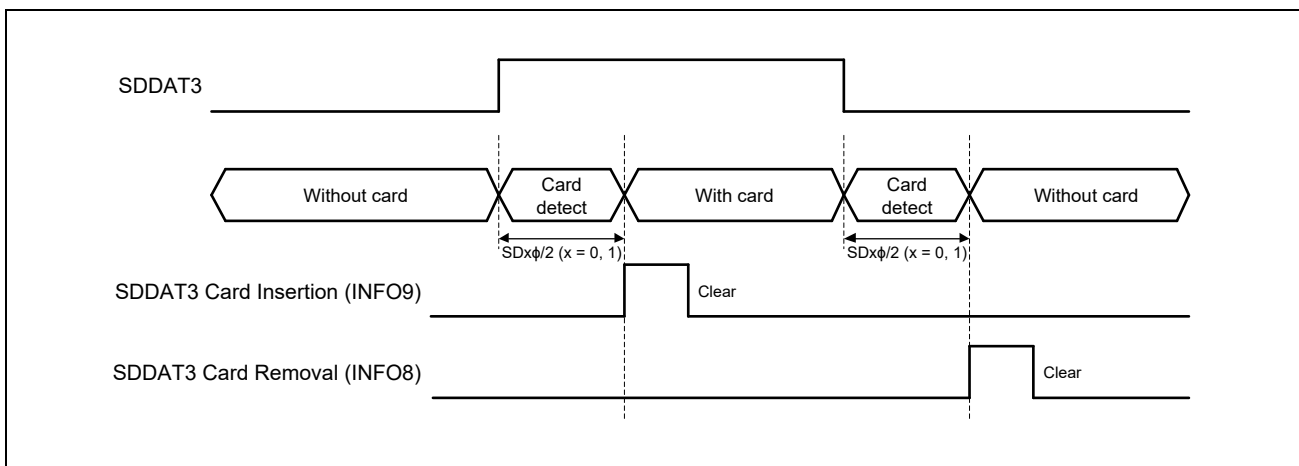 SDDAT3
Without card
Card
detect
With card
Card
detect
Without card
SDxϕ/2 (x = 0, 1)
SDxϕ/2 (x = 0, 1)
SDDAT3 Card Insertion (INFO9)
Clear
SDDAT3 Card Removal (INFO8)
Clear